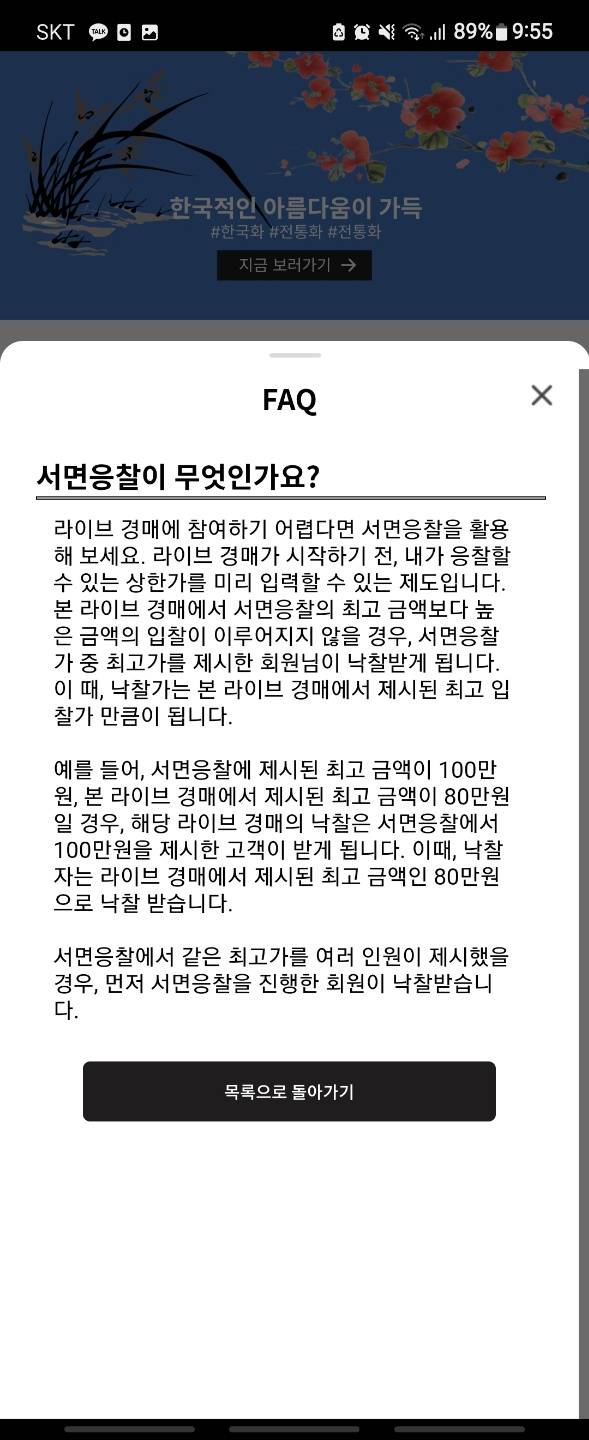 SKT TALK 89% 9:55
한국적인 아름다움이 가득
#한국화 #전통화 #전통화
지금 보러가기 →
FAQ
서면응찰이 무엇인가요?
라이브 경매에 참여하기 어렵다면 서면응찰을 활용
해 보세요. 라이브 경매가 시작하기 전, 내가 응찰할
수 있는 상한가를 미리 입력할 수 있는 제도입니다.
본 라이브 경매에서 서면응찰의 최고 금액보다 높
은 금액의 입찰이 이루어지지 않을 경우, 서면응찰
가 중 최고가를 제시한 회원님이 낙찰받게 됩니다.
이 때, 낙찰가는 본 라이브 경매에서 제시된 최고 입
찰가 만큼이 됩니다.
예를 들어, 서면응찰에 제시된 최고 금액이 100만
원, 본 라이브 경매에서 제시된 최고 금액이 80만원
일 경우, 해당 라이브 경매의 낙찰은 서면응찰에서
100만원을 제시한 고객이 받게 됩니다. 이때, 낙찰
자는 라이브 경매에서 제시된 최고 금액인 80만원
으로 낙찰 받습니다.
서면응찰에서 같은 최고가를 여러 인원이 제시했을
경우, 먼저 서면응찰을 진행한 회원이 낙찰받습니
다.
목록으로 돌아가기